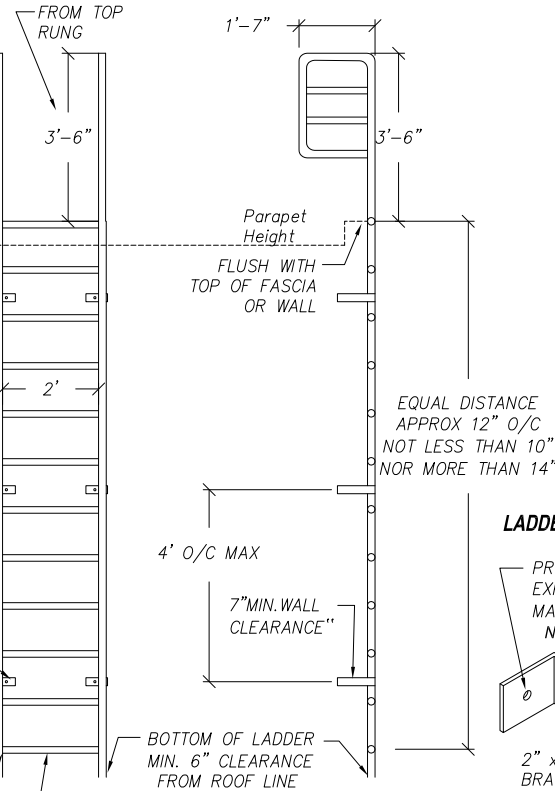 FROM TOP
RUNG
1'-7"
3'-6"
3'-6"
Parapet
Height
FLUSH WITH
TOP OF FASCIA
OR WALL
2'
EQUAL DISTANCE
APPROX 12" O/C
NOT LESS THAN 10"
NOR MORE THAN 14"
4' O/C MAX
7"MIN.WALL
CLEARANCE"
BOTTOM OF LADDER
MIN. 6" CLEARANCE
FROM ROOF LINE
LADDE
PR
EXI
MA
N
2" x
BRA